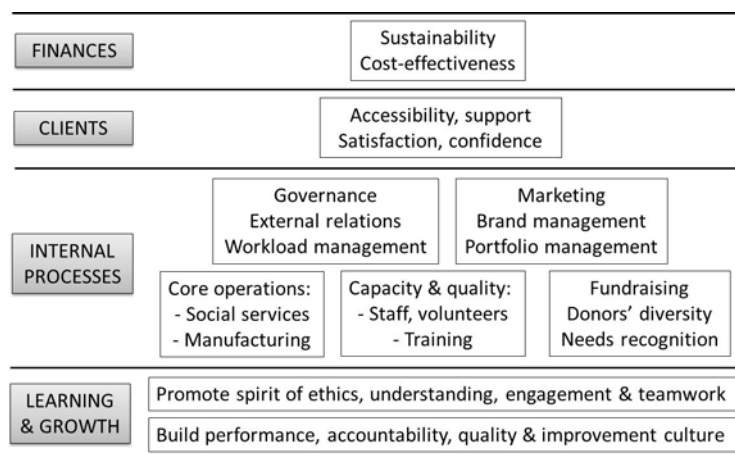 FINANCES
Sustainability
Cost-effectiveness
CLIENTS
Accessibility, support
Satisfaction, confidence
INTERNAL
PROCESSES
Governance
External relations
Workload management
Marketing
Brand management
Portfolio management
Core operations:
- Social services
- Manufacturing
Capacity & quality:
- Staff, volunteers
- Training
Fundraising
Donors’ diversity
Needs recognition
LEARNING
& GROWTH
Promote spirit of ethics, understanding, engagement & teamwork
Build performance, accountability, quality & improvement culture